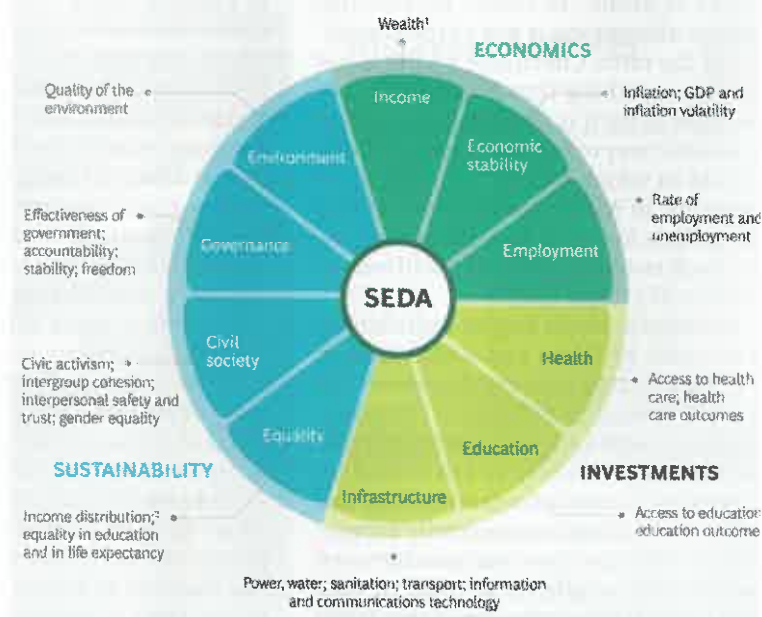 Wealth¹
ECONOMICS
Quality of the
environment
Income
Inflation; GDP and
inflation volatility
Environment
Economic
stability
Effectiveness of
government;
accountability;
stability; freedom
Governance
Rate of
employment and
unemployment
Employment
SEDA
Civil
society
Health
Civic activism;
intergroup cohesion;
interpersonal safety and
trust; gender equality
Access to health
care; health
care outcomes
Equality
Education
SUSTAINABILITY
INVESTMENTS
Infrastructure
Income distribution;²
equality in education
and in life expectancy
Access to education
education outcome
Power, water; sanitation; transport; information
and communications technology